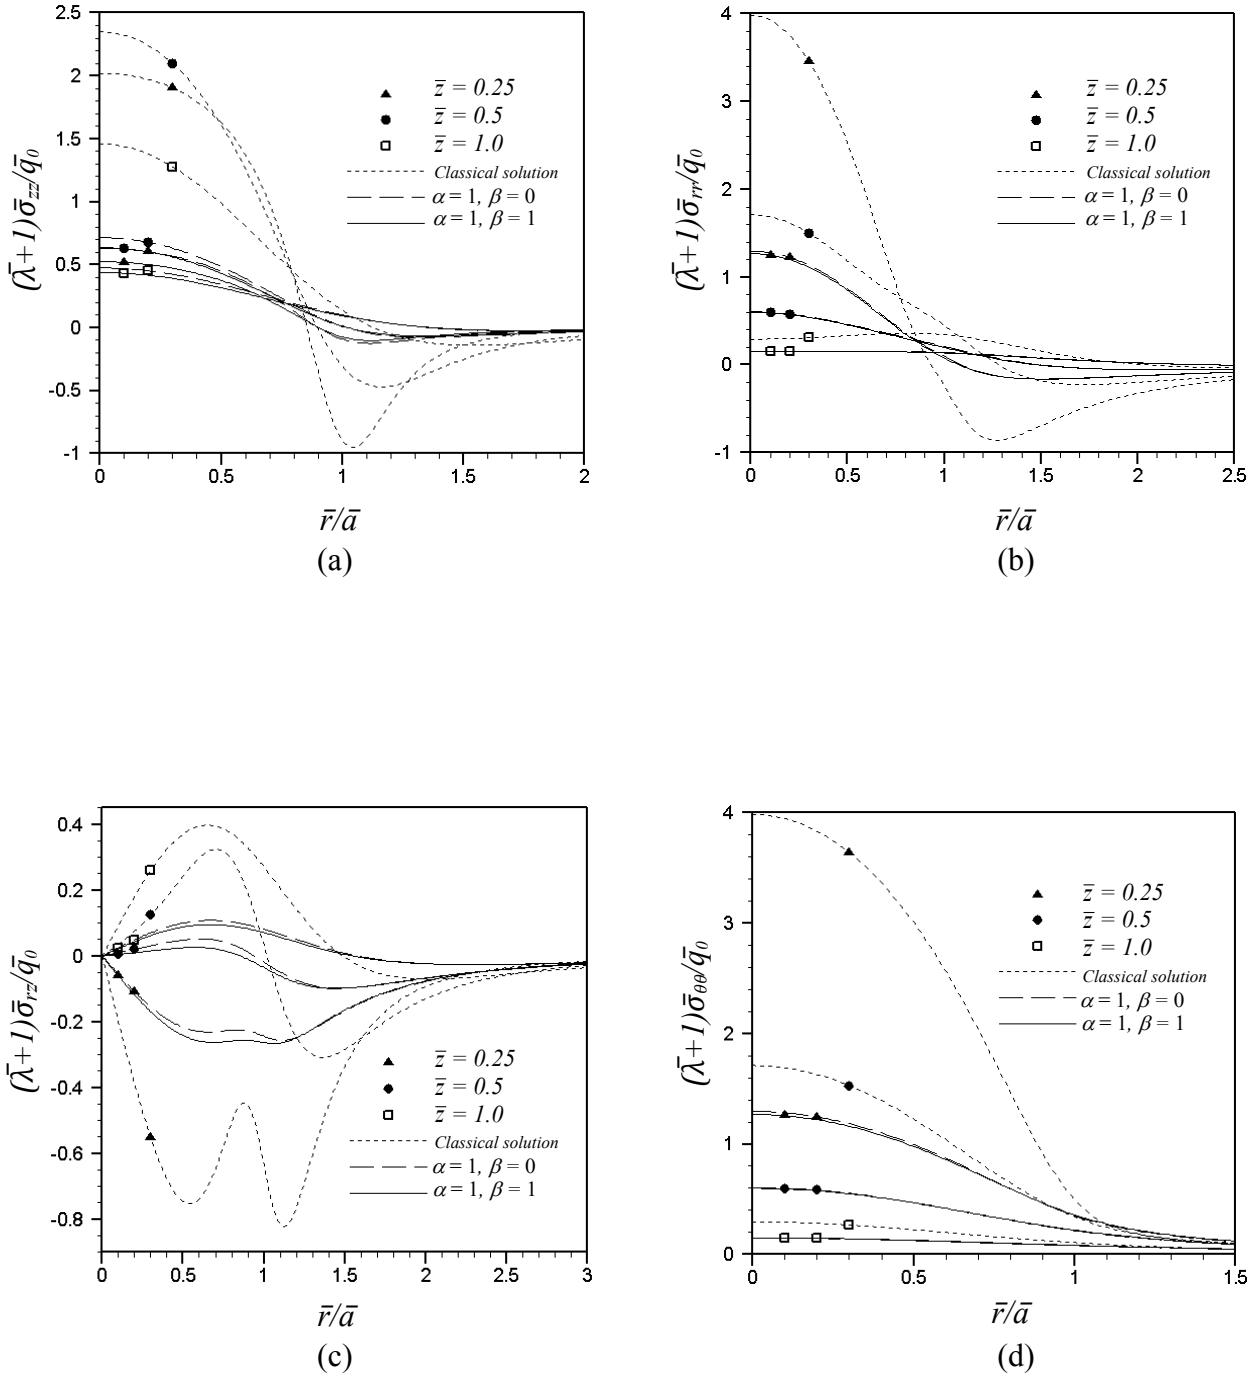 2.5
2
1.5
1
0.5
0
-0.5
-1
0 0.5 1 1.5 2
(λ̄+1)σ̄zz/q̄0
z̄ = 0.25
z̄ = 0.5
z̄ = 1.0
Classical solution
α = 1, β = 0
α = 1, β = 1
r̄/ā
(a)
4
3
2
1
0
-1
0 0.5 1 1.5 2 2.5
(λ̄+1)σ̄rr/q̄0
z̄ = 0.25
z̄ = 0.5
z̄ = 1.0
Classical solution
α = 1, β = 0
α = 1, β = 1
r̄/ā
(b)
0.4
0.2
0
-0.2
-0.4
-0.6
-0.8
0 0.5 1 1.5 2 2.5 3
(λ̄+1)σ̄rz/q̄0
z̄ = 0.25
z̄ = 0.5
z̄ = 1.0
Classical solution
α = 1, β = 0
α = 1, β = 1
r̄/ā
(c)
4
3
2
1
0
0 0.5 1 1.5
(λ̄+1)σ̄θθ/q̄0
z̄ = 0.25
z̄ = 0.5
z̄ = 1.0
Classical solution
α = 1, β = 0
α = 1, β = 1
r̄/ā
(d)